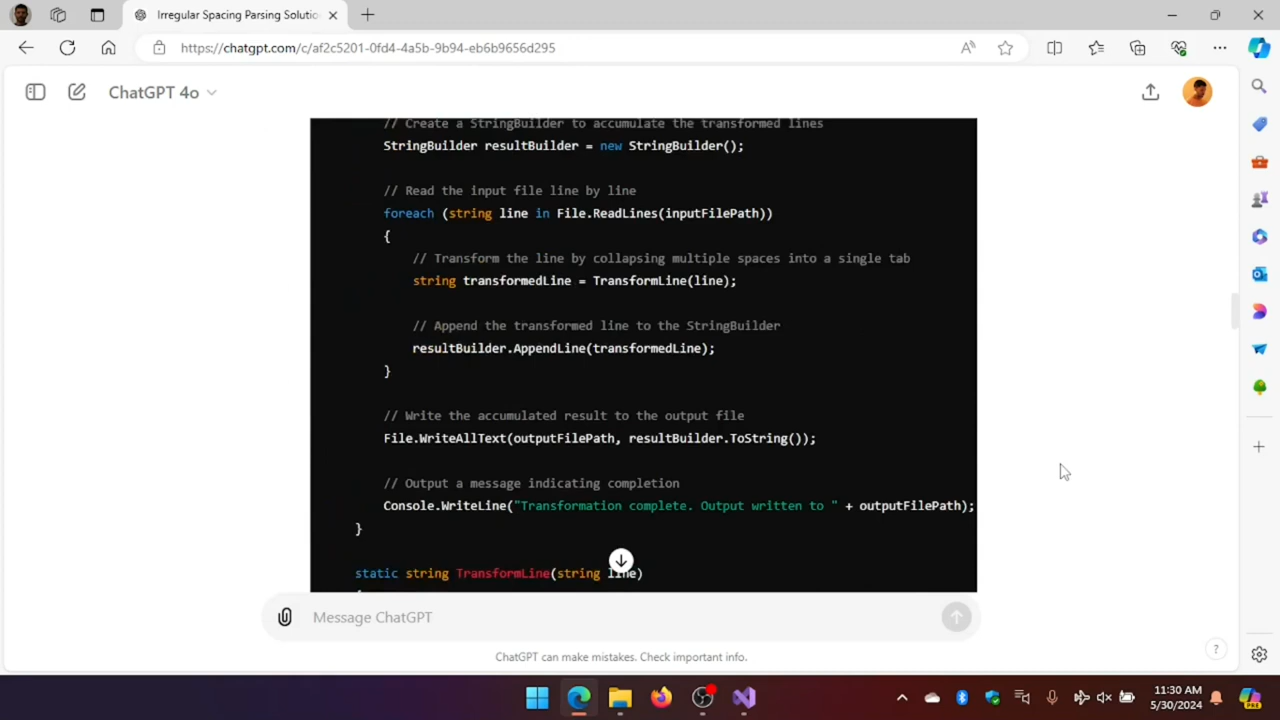 Irregular Spacing Parsing Solutio
https://chatgpt.com/c/af2c5201-0fd4-4a5b-9b94-eb6b9656d295
ChatGPT 4o
// Create a StringBuilder to accumulate the transformed lines
StringBuilder resultBuilder = new StringBuilder();
// Read the input file line by line
foreach (string line in File.ReadLines(inputFilePath))
{
// Transform the line by collapsing multiple spaces into a single tab
string transformedLine = TransformLine(line);
// Append the transformed line to the StringBuilder
resultBuilder.AppendLine(transformedLine);
}
// Write the accumulated result to the output file
File.WriteAllText(outputFilePath, resultBuilder.ToString());
// Output a message indicating completion
Console.WriteLine("Transformation complete. Output written to " + outputFilePath);
}
static string TransformLine(string line)
Message ChatGPT
ChatGPT can make mistakes. Check important info.
?
11:30 AM
5/30/2024
PRE